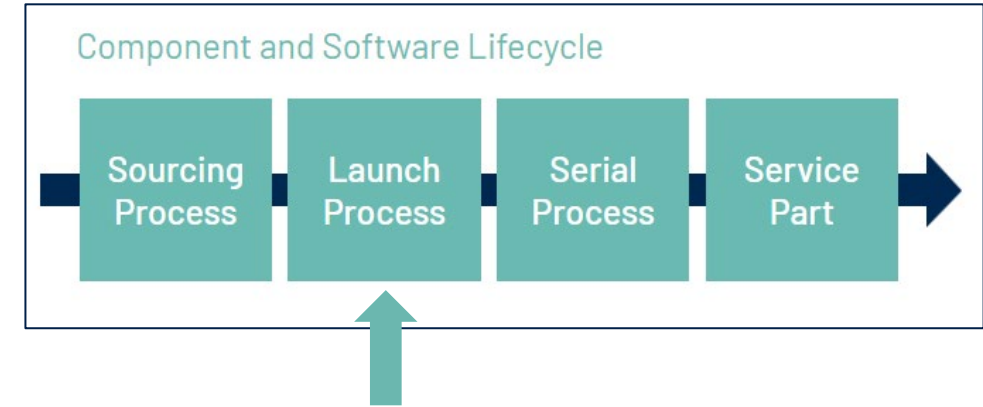 Component and Software Lifecycle
Sourcing
Process
Launch
Process
Serial
Process
Service
Part